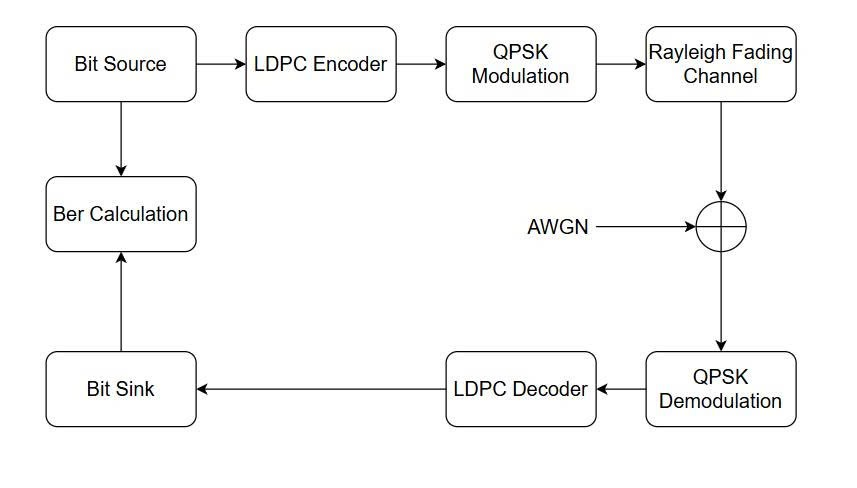 Bit Source
LDPC Encoder
QPSK
Modulation
Rayleigh Fading
Channel
Ber Calculation
AWGN
Bit Sink
LDPC Decoder
QPSK
Demodulation